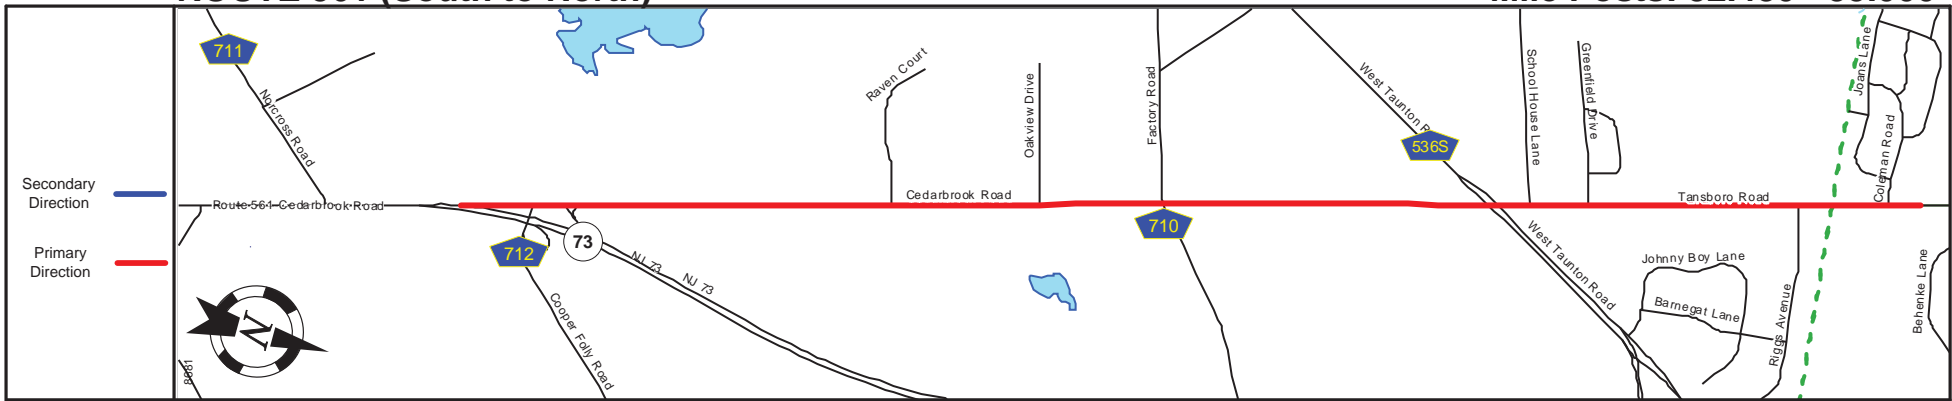 711
Norcross Road
Raven Court
Oakview Drive
Factory Road
West Taunton R
536S
School House Lane
Greenfield Drive
Joans Lane
Coleman Road
Secondary
Direction
Primary
Direction
Route 561 Cedarbrook Road
Cedarbrook Road
Tansboro Road
712
73
NJ 73
NJ 73
710
West Taunton Road
Johnny Boy Lane
Barnegat Lane
Riggs Avenue
Behenke Lane
Cooper Folly Road
N